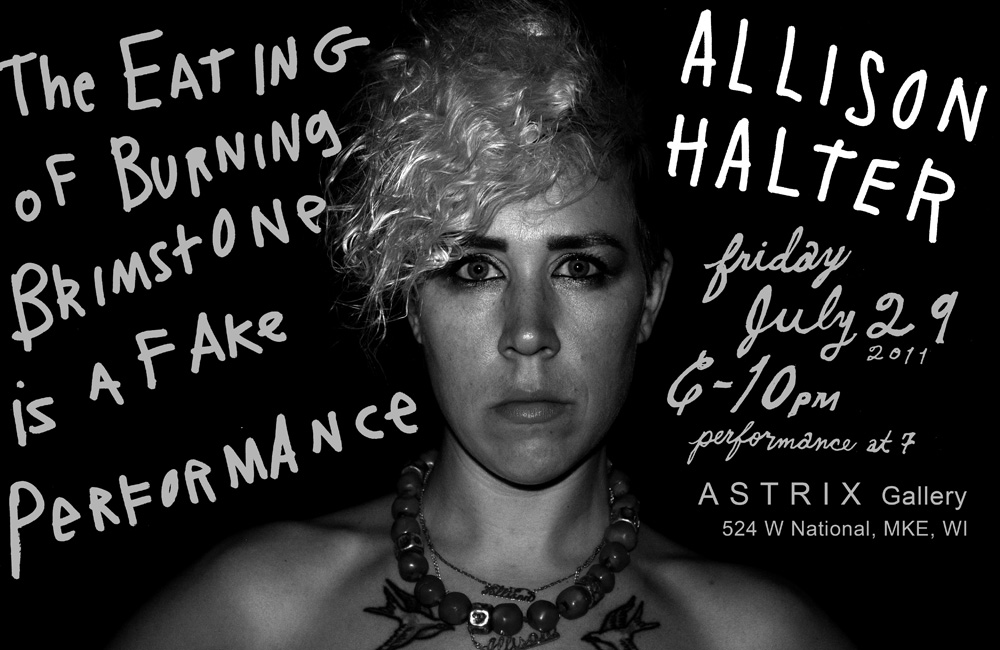 The EATING
oF BURNINg
BRIMstONe
is A FAke
PeRFORMANce
ALLISON
HALTER
friday
July 29
2011
6-10pm
performance at 7
ASTRIX Gallery
524 W National, MKE, WI
Allison